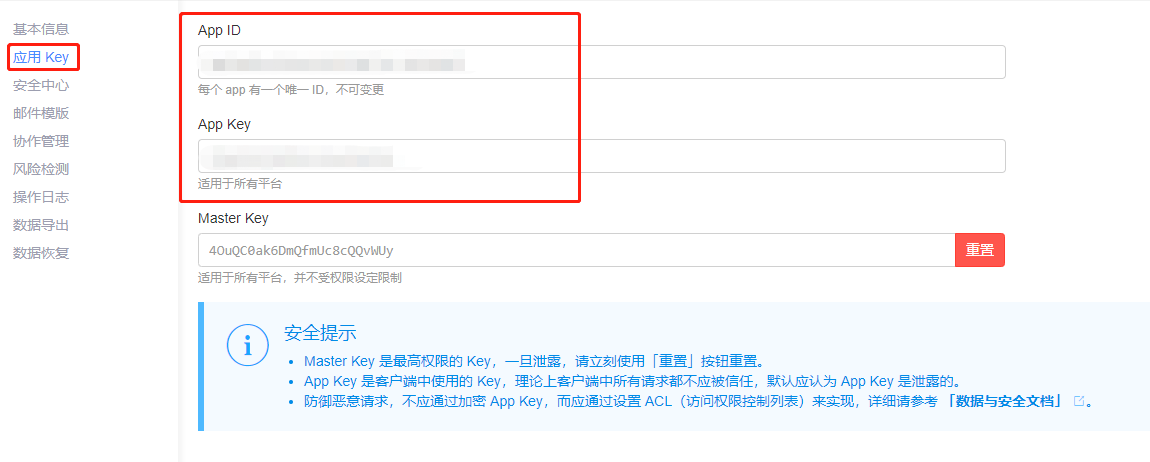 基本信息
应用 Key
安全中心
邮件模版
协作管理
风险检测
操作日志
数据导出
数据恢复
App ID
每个 app 有一个唯一 ID，不可变更
App Key
适用于所有平台
Master Key
4OuQC0ak6DmQfmUc8cQQvWUy
重置
适用于所有平台，并不受权限设定限制
安全提示
Master Key 是最高权限的 Key，一旦泄露，请立刻使用「重置」按钮重置。
App Key 是客户端中使用的 Key，理论上客户端中所有请求都不应被信任，默认应认为 App Key 是泄露的。
防御恶意请求，不应通过加密 App Key，而应通过设置 ACL（访问权限控制列表）来实现，详细请参考 「数据与安全文档」 。